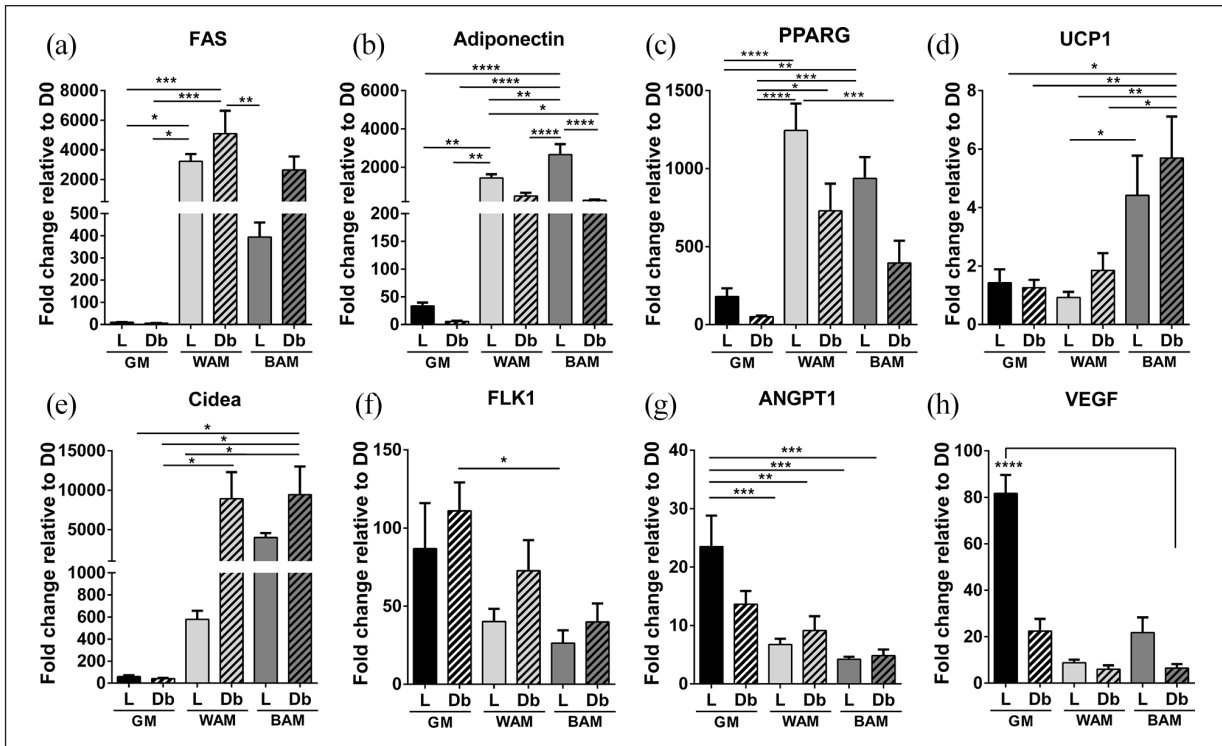 (a) FAS
Fold change relative to D0
8000
6000
4000
2000
500
400
300
200
100
0
***
***
**
*
*
L Db L Db L Db
GM WAM BAM
(b) Adiponectin
Fold change relative to D0
6000
4000
2000
200
150
100
50
0
****
****
**
*
**** ****
**
**
L Db L Db L Db
GM WAM BAM
(c) PPARG
Fold change relative to D0
1500
1000
500
0
****
**
***
*
**** ***
L Db L Db L Db
GM WAM BAM
(d) UCP1
Fold change relative to D0
8
6
4
2
0
*
**
**
*
*
L Db L Db L Db
GM WAM BAM
(e) Cidea
Fold change relative to D0
15000
10000
5000
600
400
200
0
*
*
*
*
L Db L Db L Db
GM WAM BAM
(f) FLK1
Fold change relative to D0
150
100
50
0
*
L Db L Db L Db
GM WAM BAM
(g) ANGPT1
Fold change relative to D0
40
30
20
10
0
***
***
**
***
L Db L Db L Db
GM WAM BAM
(h) VEGF
Fold change relative to D0
100
80
60
40
20
0
****
L Db L Db L Db
GM WAM BAM